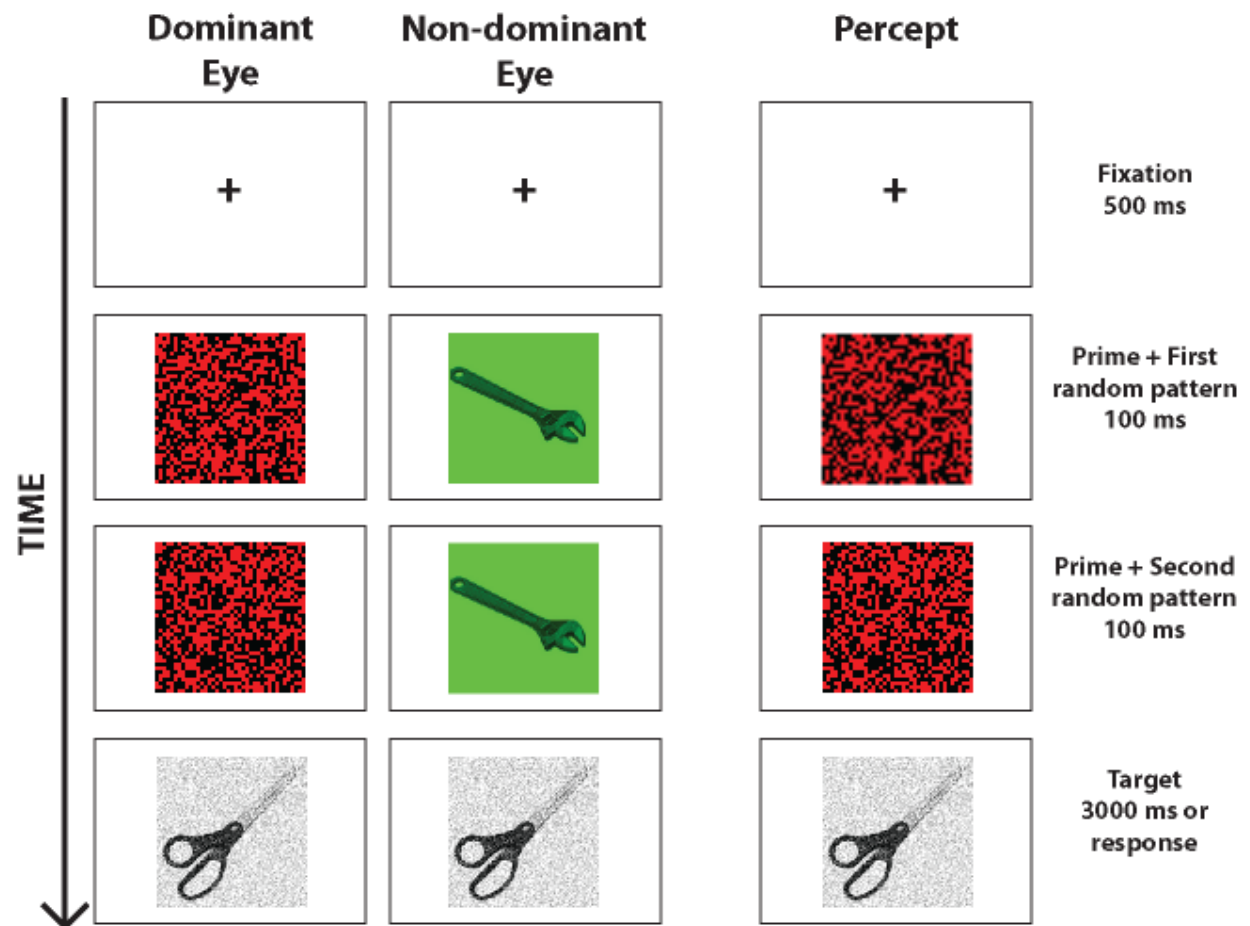 Dominant
Eye
Non-dominant
Eye
Percept
TIME
Fixation
500 ms
Prime + First
random pattern
100 ms
Prime + Second
random pattern
100 ms
Target
3000 ms or
response